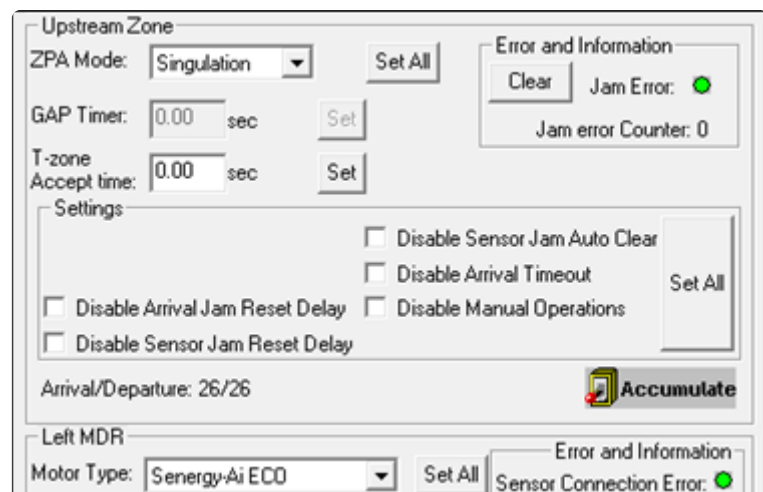 Upstream Zone
ZPA Mode: Singulation Set All
Error and Information
Clear Jam Error:
Jam error Counter: 0
GAP Timer: 0.00 sec Set
T-zone
Accept time: 0.00 sec Set
Settings
Disable Sensor Jam Auto Clear
Disable Arrival Timeout
Disable Arrival Jam Reset Delay Disable Manual Operations
Disable Sensor Jam Reset Delay
Set All
Arrival/Departure: 26/26 Accumulate
Left MDR
Motor Type: Senergy-Ai ECO Set All
Error and Information
Sensor Connection Error: